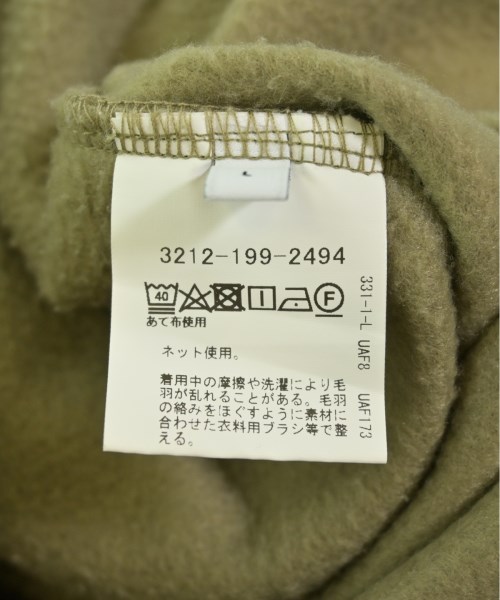 L
3212-199-2494
40
F
あて布使用
ネット使用。
着用中の摩擦や洗濯により毛
羽が乱れることがある。毛羽
の絡みをほぐすように素材に
合わせた衣料用ブラシ等で整
える。
331-1-L UAF8 UAF173